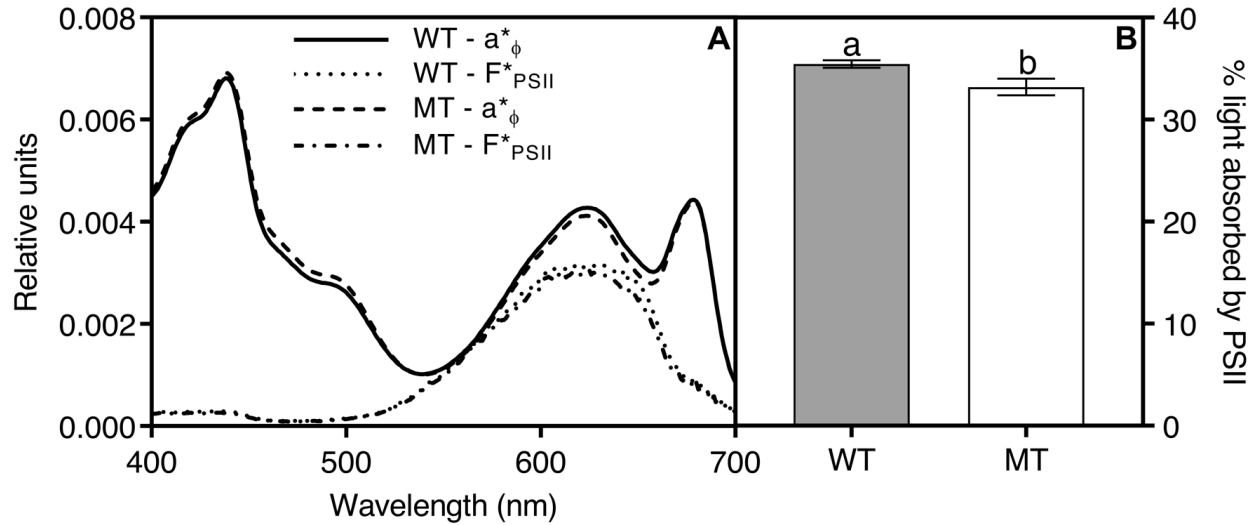 0.008
0.006
0.004
0.002
0.000
Relative units
400
500
600
700
Wavelength (nm)
WT - a*ϕ
WT - F*PSII
MT - a*ϕ
MT - F*PSII
A
B
a
b
40
30
20
10
0
% light absorbed by PSII
WT
MT